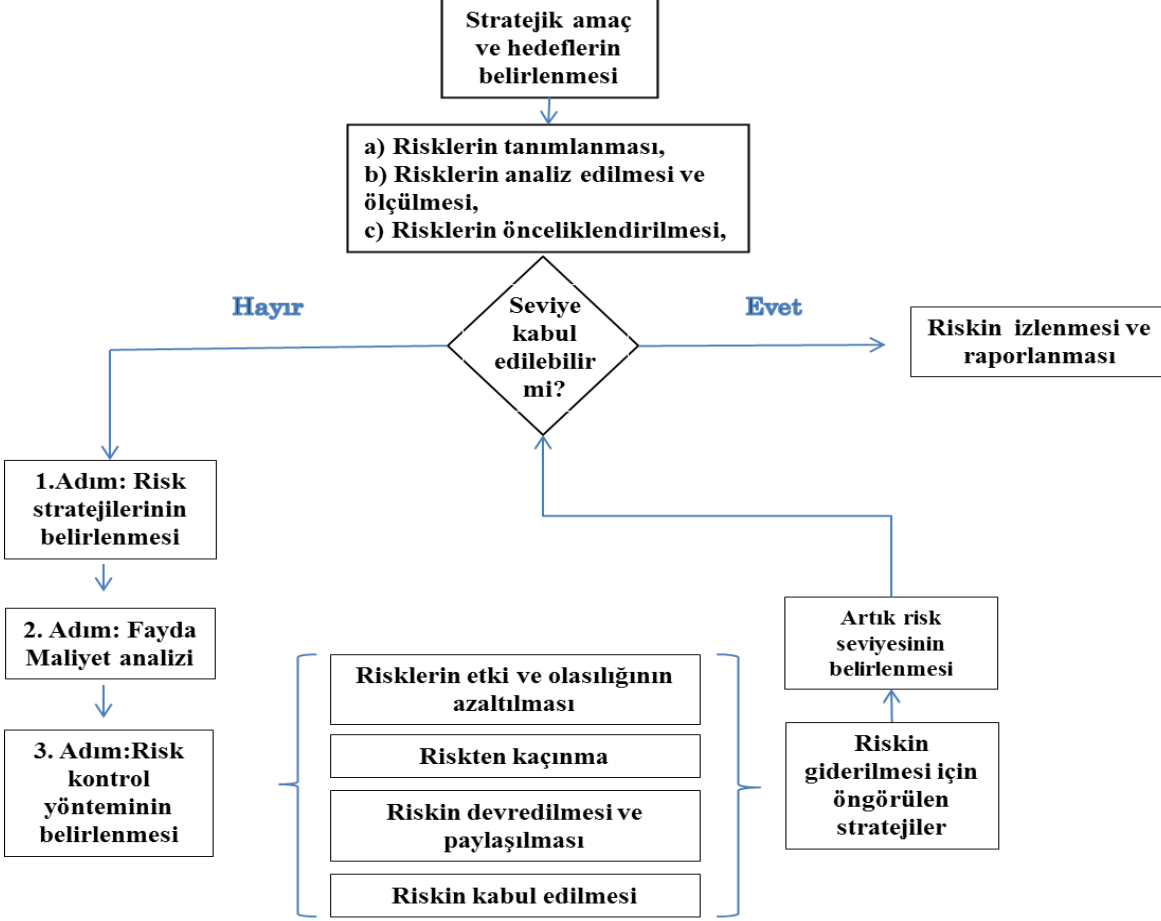 Stratejik amaç
ve hedeflerin
belirlenmesi
a) Risklerin tanımlanması,
b) Risklerin analiz edilmesi ve
ölçülmesi,
c) Risklerin önceliklendirilmesi,
Hayır
Seviye
kabul
edilebilir
mi?
Evet
Riskin izlenmesi ve
raporlanması
1.Adım: Risk
stratejilerinin
belirlenmesi
2. Adım: Fayda
Maliyet analizi
3. Adım:Risk
kontrol
yönteminin
belirlenmesi
Risklerin etki ve olasılığının
azaltılması
Riskten kaçınma
Riskin devredilmesi ve
paylaşılması
Riskin kabul edilmesi
Riskin
giderilmesi için
öngörülen
stratejiler
Artık risk
seviyesinin
belirlenmesi